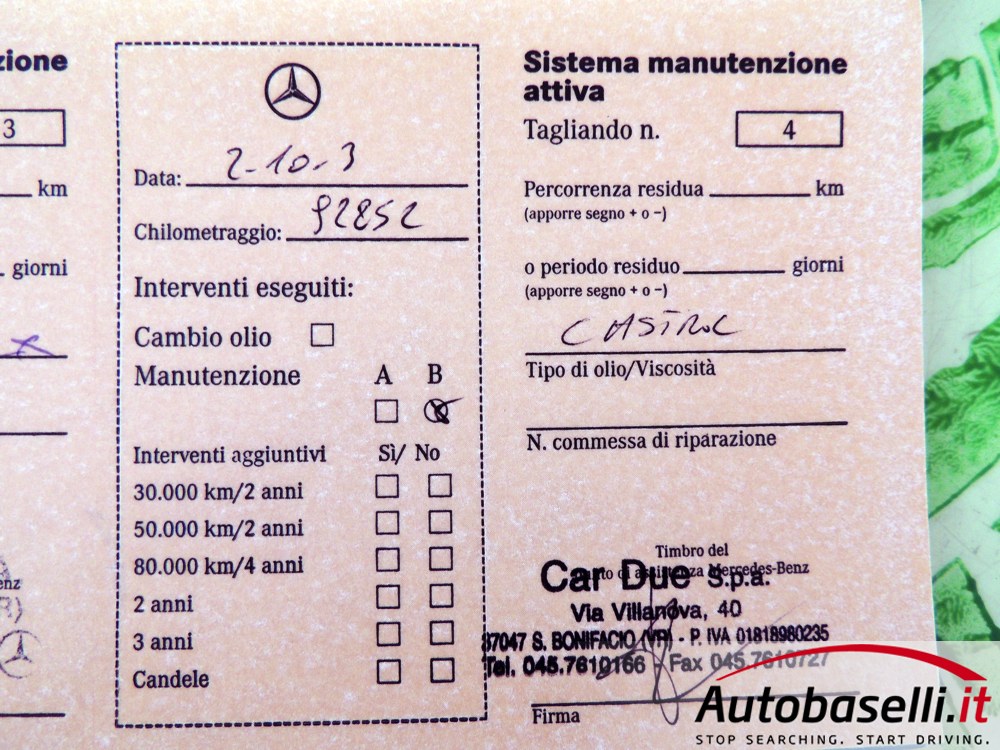 zione
3
km
giorni
x
enz
R)
Data: 2-10-3
Chilometraggio: 92852
Interventi eseguiti:
Cambio olio
Manutenzione A B
Interventi aggiuntivi Sì/ No
30.000 km/2 anni
50.000 km/2 anni
80.000 km/4 anni
2 anni
3 anni
Candele
Sistema manutenzione
attiva
Tagliando n. 4
Percorrenza residua km
(apporre segno + o −)
o periodo residuo giorni
(apporre segno + o −)
CASTROL
Tipo di olio/Viscosità
N. commessa di riparazione
Timbro del
Punto di assistenza Mercedes-Benz
Car Due s.p.a.
Via Villanova, 40
37047 S. BONIFACIO (VR) - P. IVA 01818980235
Tel. 045.7610166 Fax 045.7610727
Firma
Autobaselli.it
STOP SEARCHING. START DRIVING.